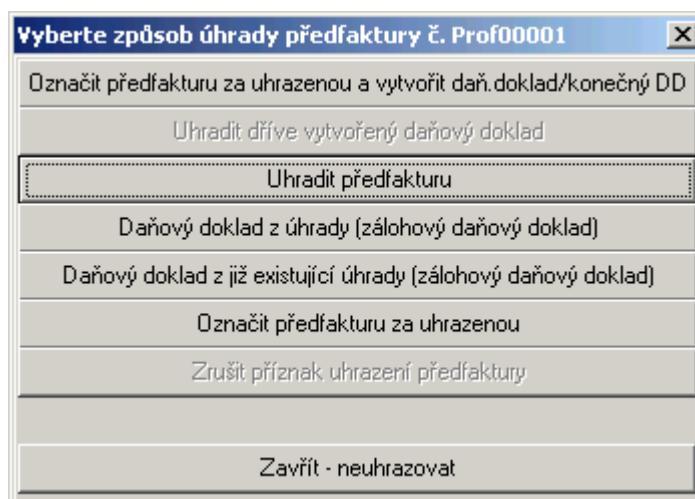 Vyberte způsob úhrady předfaktury č. Prof00001
Označit předfakturu za uhrazenou a vytvořit daň.doklad/konečný DD
Uhradit dříve vytvořený daňový doklad
Uhradit předfakturu
Daňový doklad z úhrady (zálohový daňový doklad)
Daňový doklad z již existující úhrady (zálohový daňový doklad)
Označit předfakturu za uhrazenou
Zrušit příznak uhrazení předfaktury
Zavřít - neuhrazovat